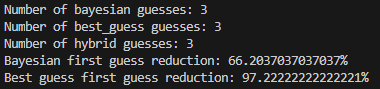 Number of bayesian guesses: 3
Number of best_guess guesses: 3
Number of hybrid guesses: 3
Bayesian first guess reduction: 66.2037037037037%
Best guess first guess reduction: 97.22222222222221%